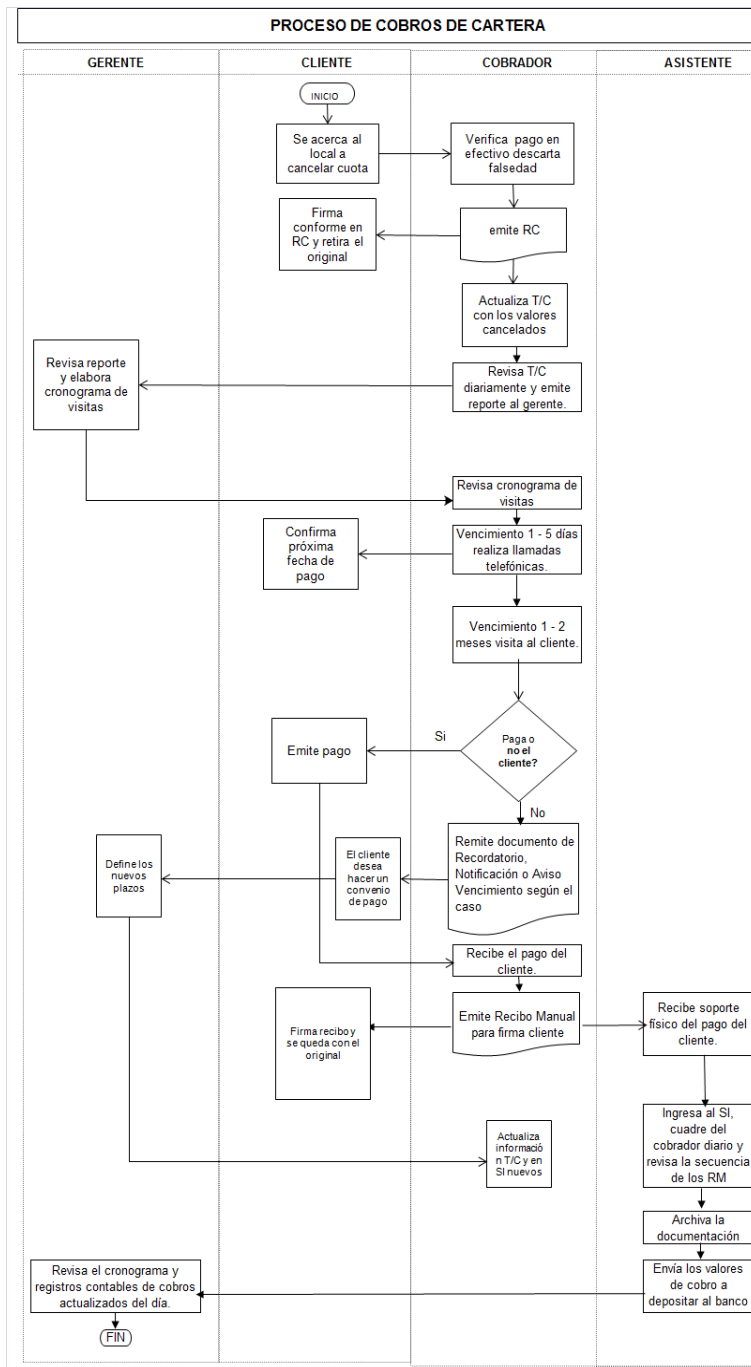 PROCESO DE COBROS DE CARTERA
GERENTE
CLIENTE
COBRADOR
ASISTENTE
INICIO
Se acerca al
local a
cancelar cuota
Verifica pago en
efectivo descarta
falsedad
Firma
conforme en
RC y retira el
original
emite RC
Actualiza T/C
con los valores
cancelados
Revisa reporte
y elabora
cronograma de
visitas
Revisa T/C
diariamente y emite
reporte al gerente.
Revisa cronograma de
visitas
Confirma
próxima
fecha de
pago
Vencimiento 1 - 5 días
realiza llamadas
telefónicas.
Vencimiento 1 - 2
meses visita al cliente.
Paga o
no el
cliente?
Si
Emite pago
No
Remite documento de
Recordatorio,
Notificación o Aviso
Vencimiento según el
caso
El cliente
desea
hacer un
convenio
de pago
Define los
nuevos
plazos
Recibe el pago del
cliente.
Emite Recibo Manual
para firma cliente
Firma recibo y
se queda con el
original
Recibe soporte
físico del pago del
cliente.
Ingresa al SI,
cuadre del
cobrador diario y
revisa la secuencia
de los RM
Actualiza
informació
n T/C y en
SI nuevos
Archiva la
documentación
Envía los valores
de cobro a
depositar al banco
Revisa el cronograma y
registros contables de cobros
actualizados del día.
FIN